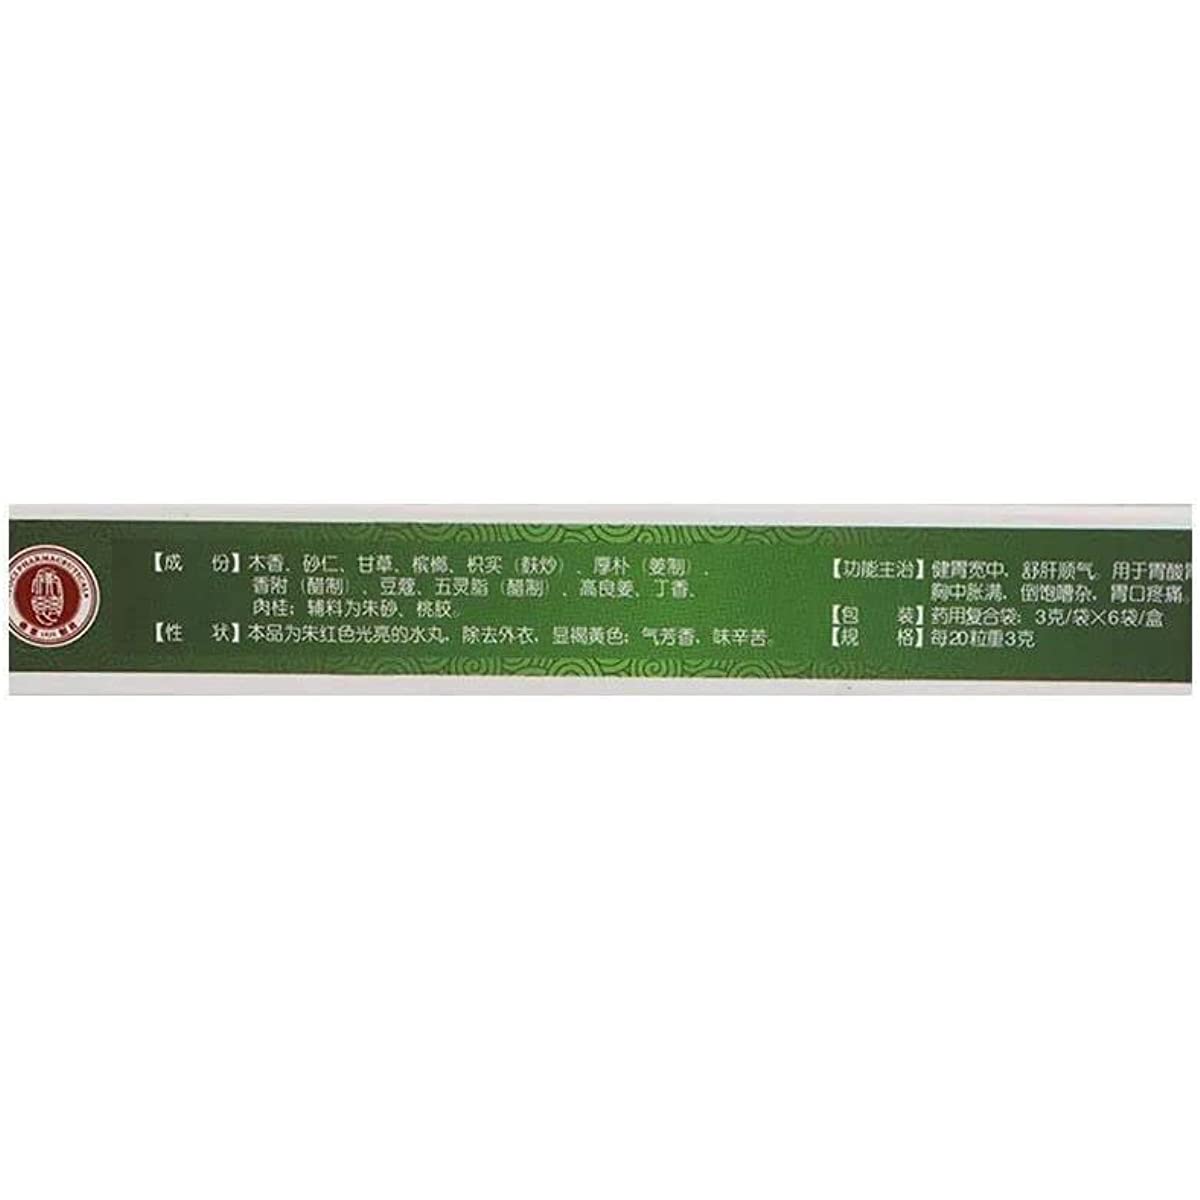 PHARMACEUTICAL
1828
【成 份】木香、砂仁、甘草、槟榔、枳实（麸炒）、厚朴（姜制）、
香附（醋制）、豆蔻、五灵脂（醋制）、高良姜、丁香、
肉桂；辅料为朱砂、桃胶。
【性 状】本品为朱红色光亮的水丸，除去外衣，显褐黄色；气芳香、味辛苦。
【功能主治】健胃宽中，舒肝顺气。用于胃酸胃
胸中胀满、倒饱嘈杂、胃口疼痛。
【包 装】药用复合袋；3克/袋×6袋/盒
【规 格】每20粒重3克